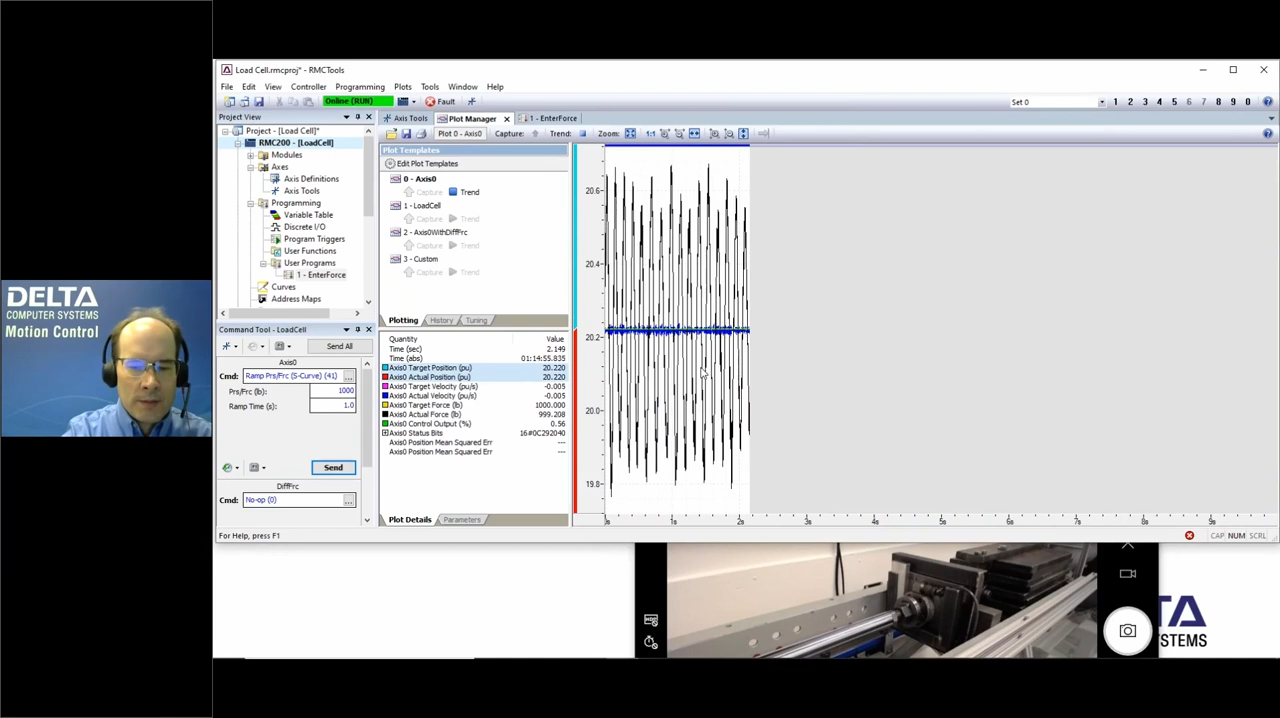 Load Cell.rmcproj* - RMCTools
File Edit View Controller Programming Plots Tools Window Help
Online (RUN) Fault Set 0 1 2 3 4 5 6 7 8 9 0
Project View
Project - [Load Cell]*
RMC200 - [LoadCell]
Modules
Axes
Axis Definitions
Axis Tools
Programming
Variable Table
Discrete I/O
Program Triggers
User Functions
User Programs
1 - EnterForce
Curves
Address Maps
Axis Tools Plot Manager 1 - EnterForce
Plot 0 - Axis0 Capture: Trend: Zoom: 1:1
Plot Templates
Edit Plot Templates
0 - Axis0
Capture Trend
1 - LoadCell
Capture Trend
2 - Axis0WithDiffFrc
Capture Trend
3 - Custom
Capture Trend
Plotting History Tuning
Quantity Value
Time (sec) 2.149
Time (abs) 01:14:55.835
Axis0 Target Position (pu) 20.220
Axis0 Actual Position (pu) 20.220
Axis0 Target Velocity (pu/s) -0.005
Axis0 Actual Velocity (pu/s) -0.005
Axis0 Target Force (lb) 1000.000
Axis0 Actual Force (lb) 999.208
Axis0 Control Output (%) 0.56
Axis0 Status Bits 16#0C292040
Axis0 Position Mean Squared Err ---
Axis0 Position Mean Squared Err ---
Plot Details Parameters
Command Tool - LoadCell
Send All
Axis0
Cmd: Ramp Prs/Frc (S-Curve) (41) ...
Prs/Frc (lb): 1000
Ramp Time (s): 1.0
Send
DiffFrc
Cmd: No-op (0) ...
20.6
20.4
20.2
20.0
19.8
1s 2s 3s 4s 5s 6s 7s 8s 9s
For Help, press F1
CAP NUM SCRL
DELTA
COMPUTER SYSTEMS
Motion Control
TA
SYSTEMS